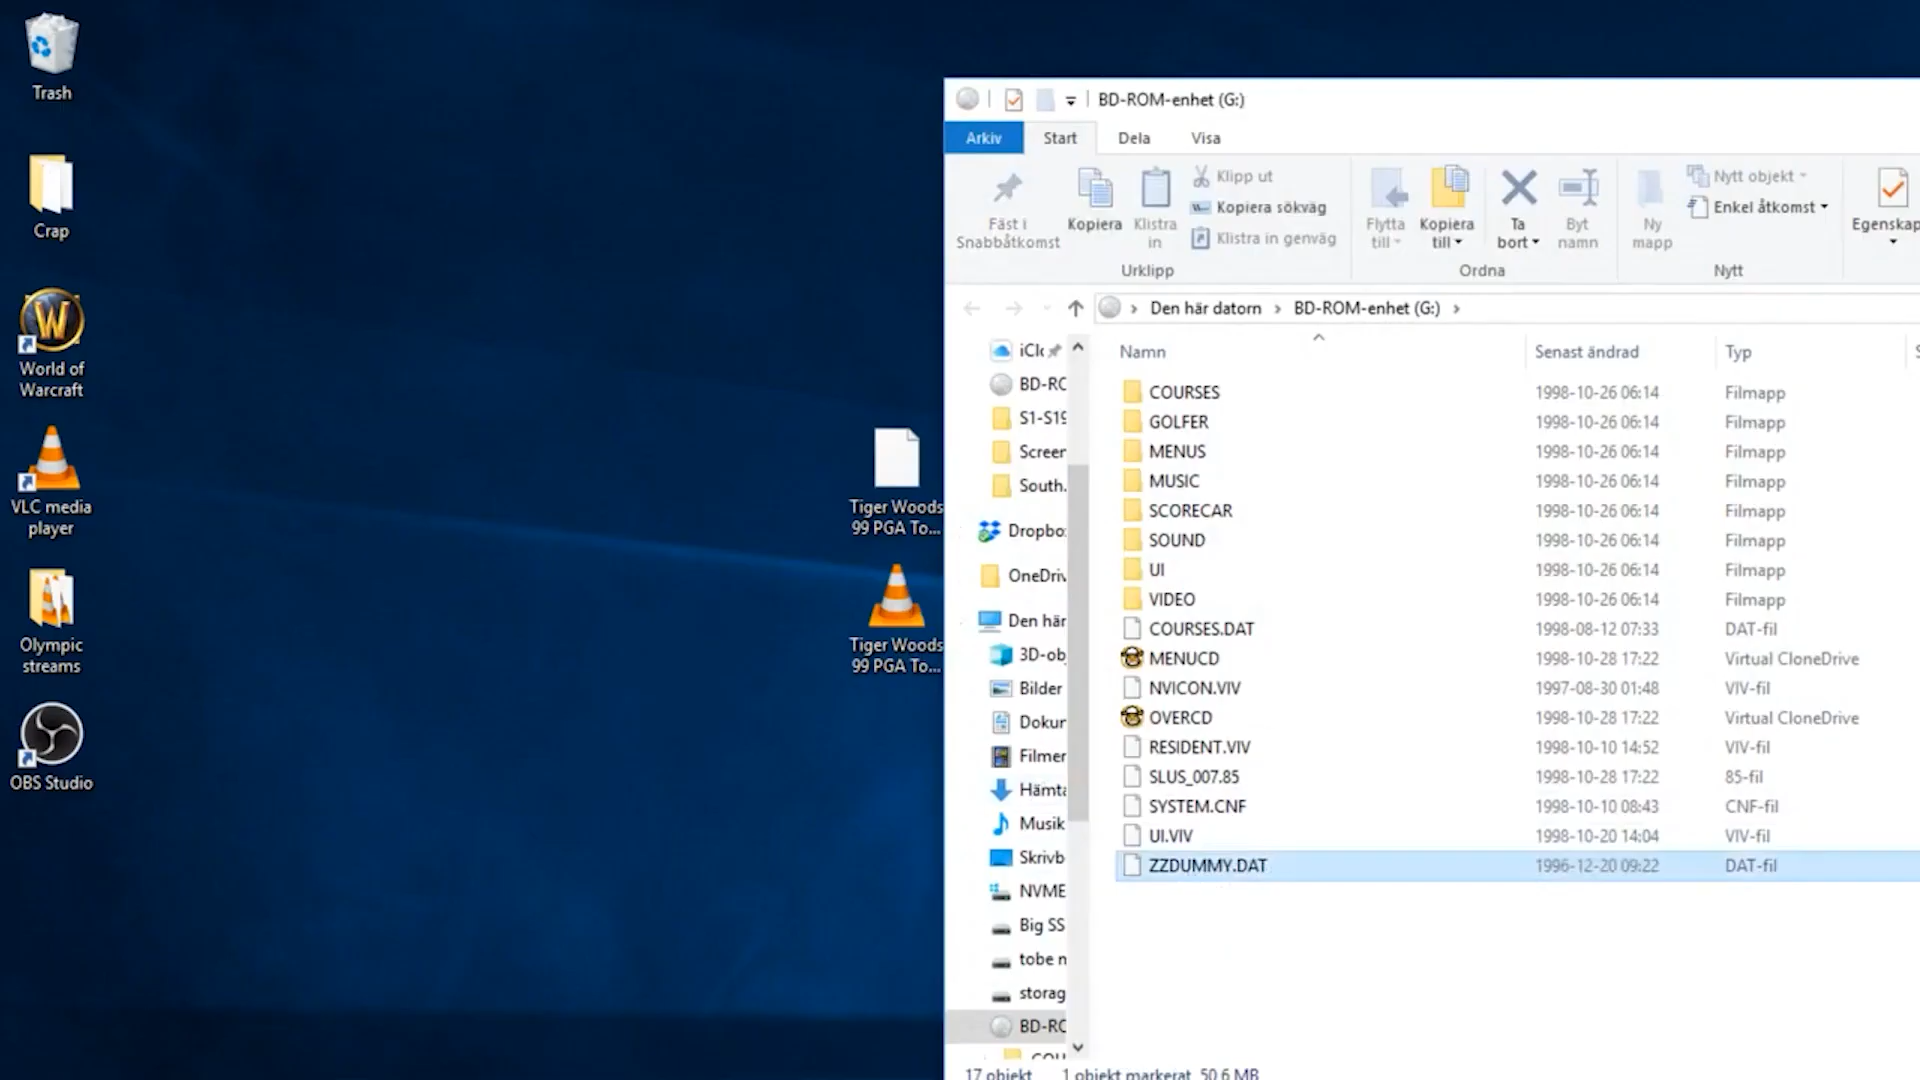 Trash
Crap
World of
Warcraft
VLC media
player
Olympic
streams
OBS Studio
Tiger Woods
99 PGA To...
Tiger Woods
99 PGA To...
BD-ROM-enhet (G:)
Arkiv Start Dela Visa
Fäst i
Snabbåtkomst
Kopiera
Klistra
in
Klipp ut
Kopiera sökväg
Klistra in genväg
Urklipp
Flytta
till
Kopiera
till
Ta
bort
Byt
namn
Ordna
Ny
mapp
Nytt objekt
Enkel åtkomst
Nytt
Egenskap
Den här datorn > BD-ROM-enhet (G:) >
iClo
BD-RO
S1-S19
Screen
South.
Dropbo
OneDriv
Den här
3D-ob
Bilder
Dokum
Filmer
Hämta
Musik
Skrivb
NVME
Big SS
tobe n
storag
BD-RO
COU
Namn Senast ändrad Typ
COURSES 1998-10-26 06:14 Filmapp
GOLFER 1998-10-26 06:14 Filmapp
MENUS 1998-10-26 06:14 Filmapp
MUSIC 1998-10-26 06:14 Filmapp
SCORECAR 1998-10-26 06:14 Filmapp
SOUND 1998-10-26 06:14 Filmapp
UI 1998-10-26 06:14 Filmapp
VIDEO 1998-10-26 06:14 Filmapp
COURSES.DAT 1998-08-12 07:33 DAT-fil
MENUCD 1998-10-28 17:22 Virtual CloneDrive
NVICON.VIV 1997-08-30 01:48 VIV-fil
OVERCD 1998-10-28 17:22 Virtual CloneDrive
RESIDENT.VIV 1998-10-10 14:52 VIV-fil
SLUS_007.85 1998-10-28 17:22 85-fil
SYSTEM.CNF 1998-10-10 08:43 CNF-fil
UI.VIV 1998-10-20 14:04 VIV-fil
ZZDUMMY.DAT 1996-12-20 09:22 DAT-fil
17 objekt 1 objekt markerat 50,6 MB